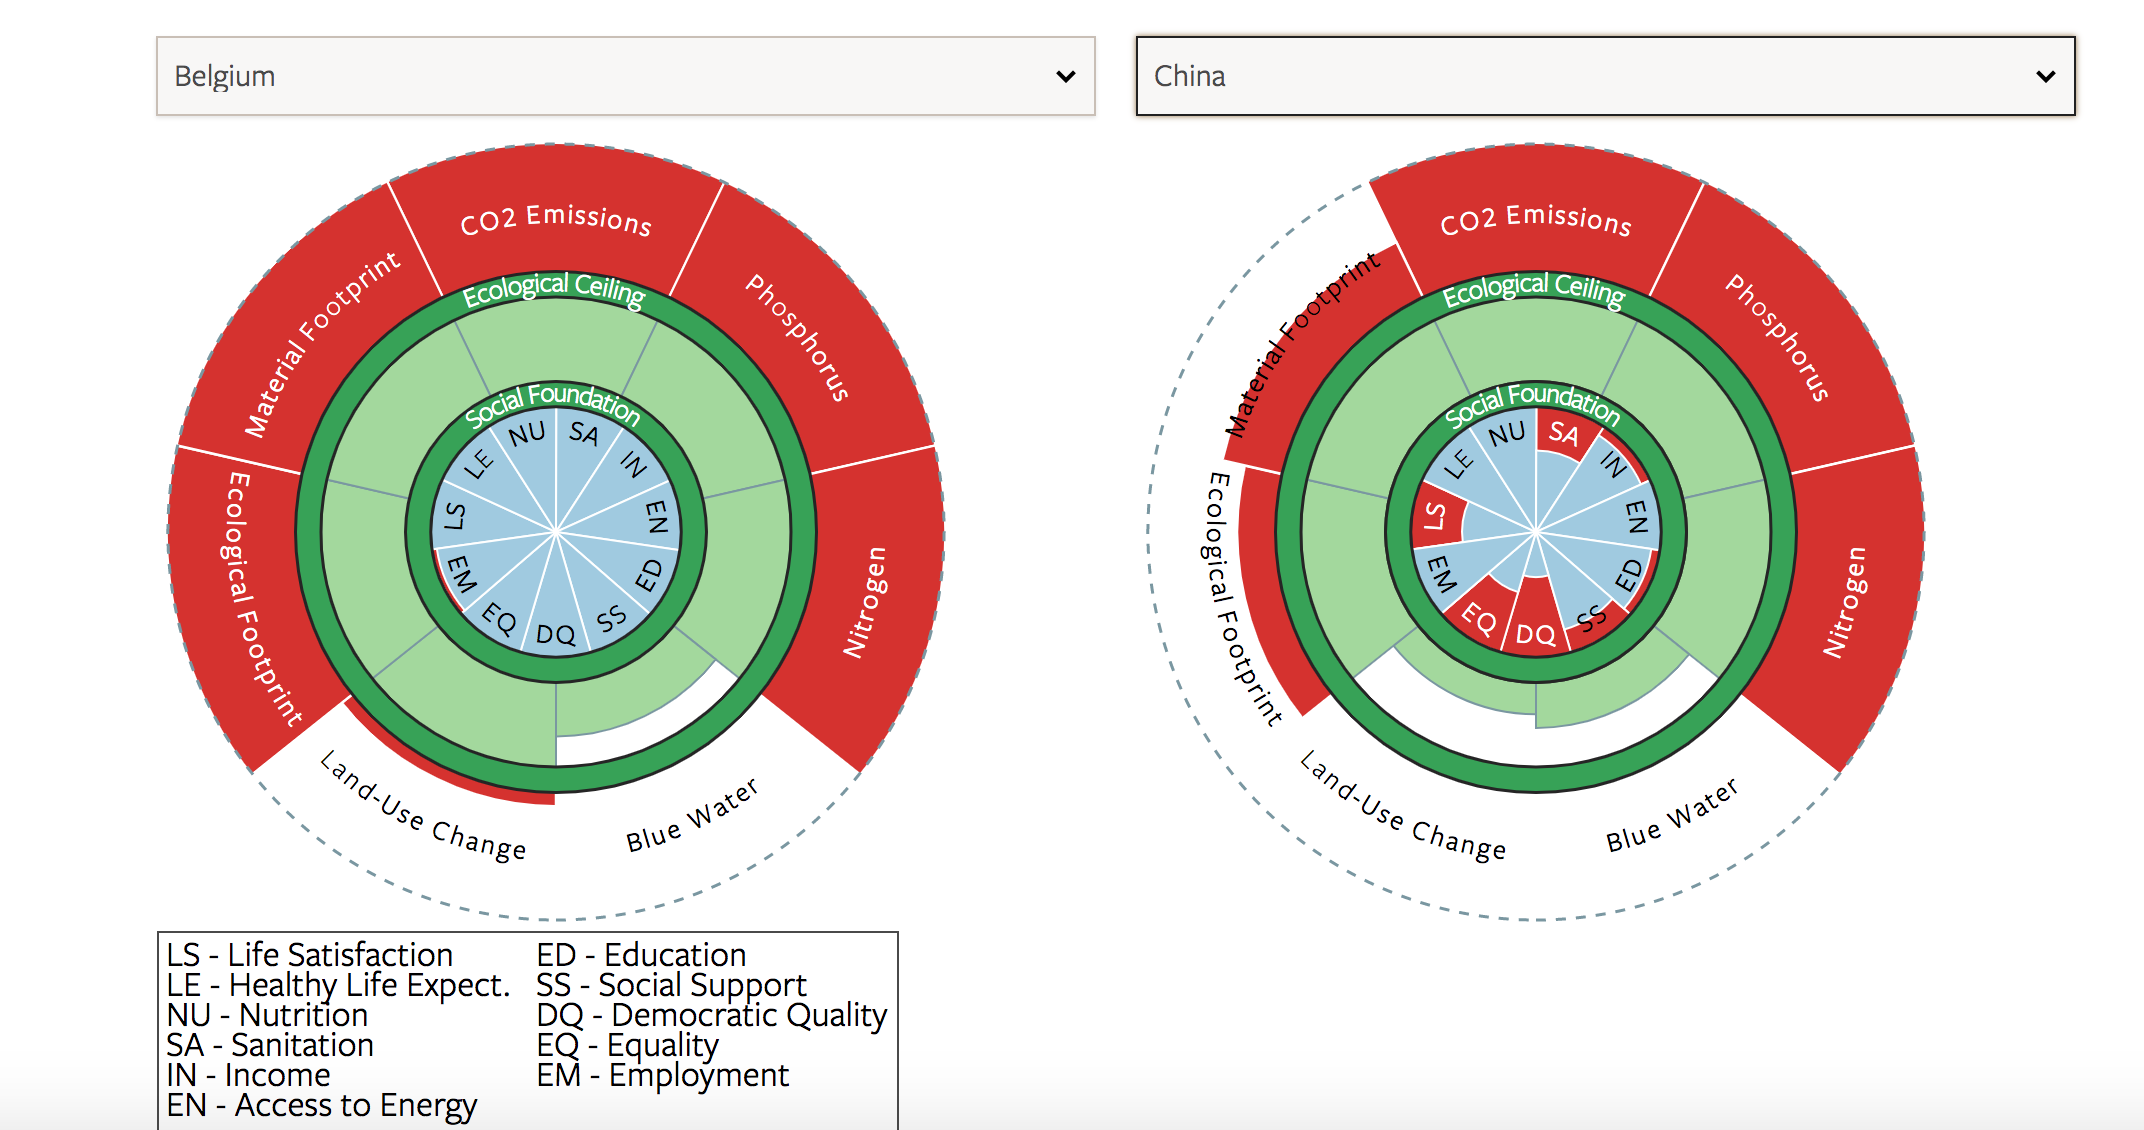 Belgium
China
CO2 Emissions
Phosphorus
Nitrogen
Blue Water
Land-Use Change
Ecological Footprint
Material Footprint
Ecological Ceiling
Social Foundation
NU
SA
IN
EN
ED
SS
DQ
EQ
EM
LS
LE
CO2 Emissions
Phosphorus
Nitrogen
Blue Water
Land-Use Change
Ecological Footprint
Material Footprint
Ecological Ceiling
Social Foundation
NU
SA
IN
EN
ED
SS
DQ
EQ
EM
LS
LE
LS - Life Satisfaction
LE - Healthy Life Expect.
NU - Nutrition
SA - Sanitation
IN - Income
EN - Access to Energy
ED - Education
SS - Social Support
DQ - Democratic Quality
EQ - Equality
EM - Employment